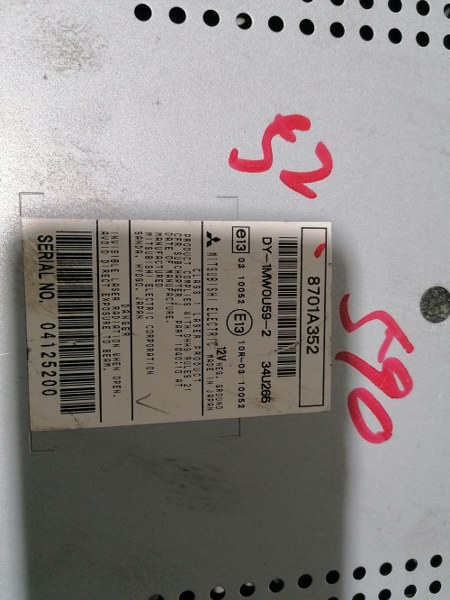 8701A352
DY-1MW0U59-2 34U266
e13 03 10052 E13 10R-03 10052
12V NEG. GROUND
MITSUBISHI ELECTRIC MADE IN JAPAN
CLASS 1 LASER PRODUCT
PRODUCT COMPLIES WITH DHHS RULES 21
CFR SUBCHAPTER J PART 1040:10 AT
DATE OF MANUFACTURE.
MANUFACTURED
MITSUBISHI ELECTRIC CORPORATION
SANDA, HYOGO, JAPAN
DANGER
INVISIBLE LASER RADIATION WHEN OPEN.
AVOID DIRECT EXPOSURE TO BEAM.
SERIAL NO. 04125200